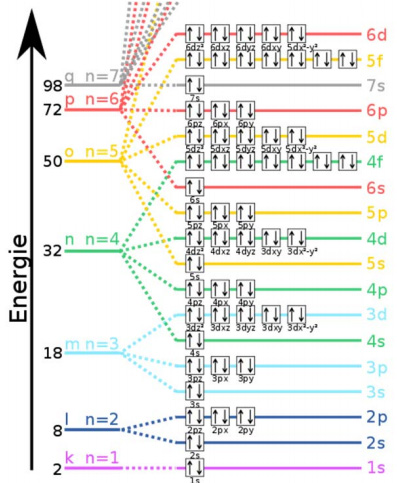 6d
6dz² 6dxz 6dyz 6dxy 5dx²-y²
5f
98 q n=7 7s
7s
72 p n=6 6p
6pz 6px 6py
5d
5dz² 5dxz 5dyz 5dxy 5dx²-y²
50 o n=5 4f
6s
6s
5p
5pz 5px 5py
4d
4dz² 4dxz 4dyz 4dxy 4dx²-y²
32 n n=4 5s
5s
4p
4pz 4px 4py
Energie
3d
3dz² 3dxz 3dyz 3dxy 3dx²-y²
4s
4s
18 m n=3 3p
3pz 3px 3py
3s
3s
2p
2pz 2px 2py
8 l n=2 2s
2s
2 k n=1 1s
1s